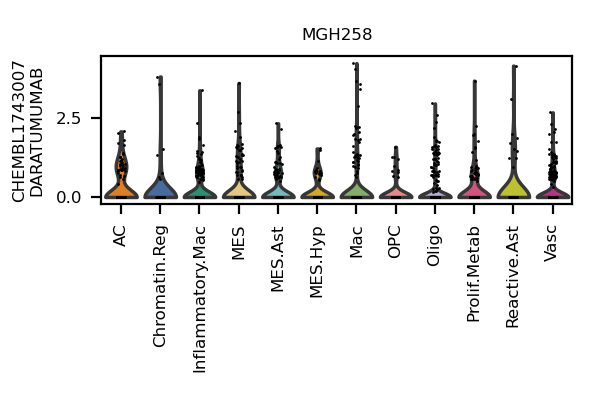 MGH258
CHEMBL1743007
DARATUMUMAB
2.5
0.0
AC
Chromatin.Reg
Inflammatory.Mac
MES
MES.Ast
MES.Hyp
Mac
OPC
Oligo
Prolif.Metab
Reactive.Ast
Vasc